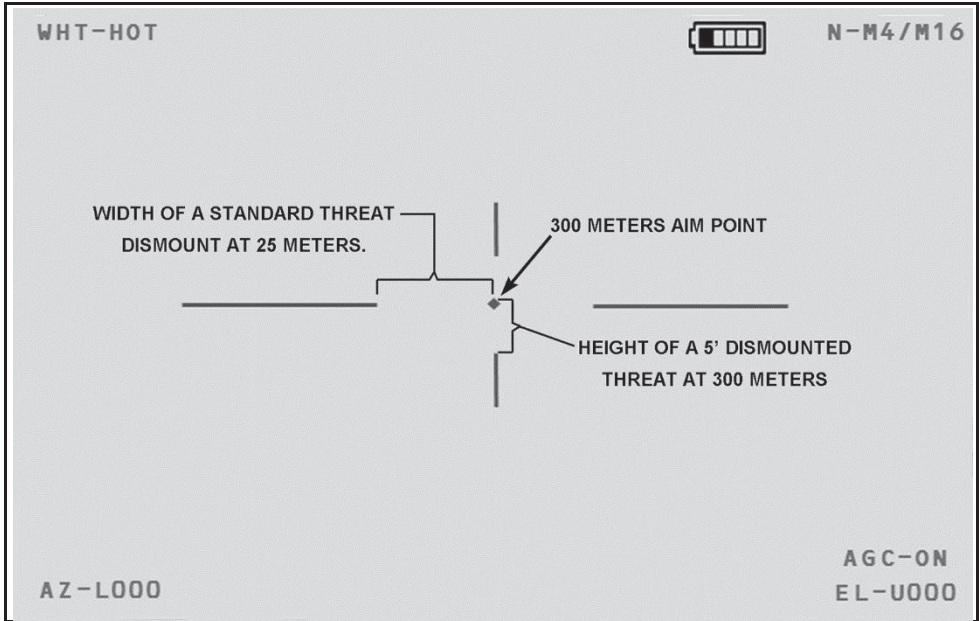 WHT-HOT
N-M4/M16
WIDTH OF A STANDARD THREAT
DISMOUNT AT 25 METERS.
300 METERS AIM POINT
HEIGHT OF A 5' DISMOUNTED
THREAT AT 300 METERS
AGC-ON
AZ-L000
EL-U000